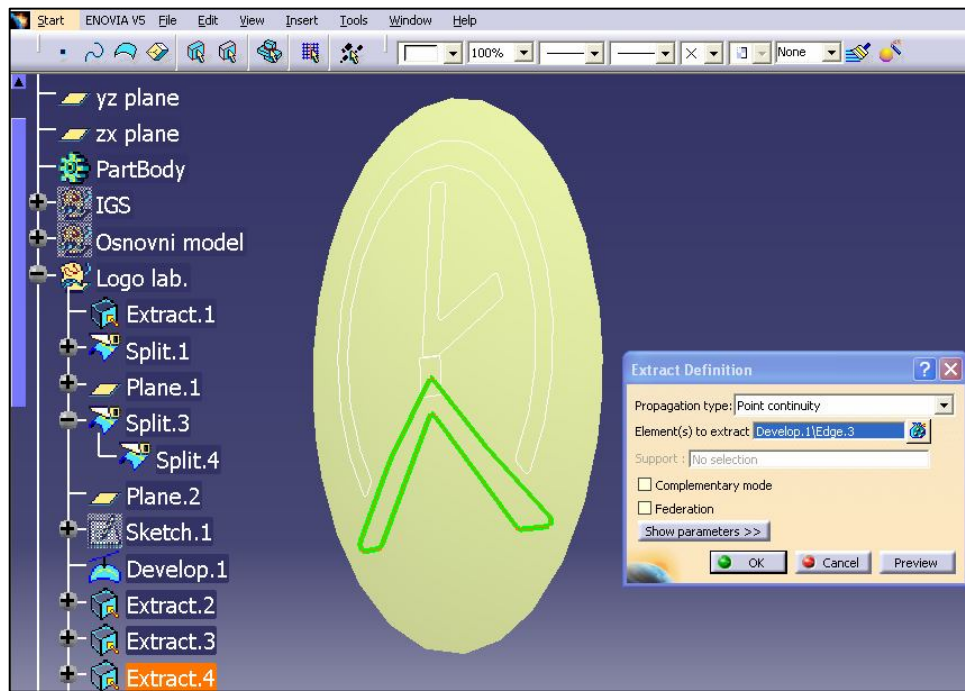 Start ENOVIA V5 File Edit View Insert Tools Window Help
100% None
yz plane
zx plane
PartBody
IGS
Osnovni model
Logo lab.
Extract.1
Split.1
Plane.1
Split.3
Split.4
Plane.2
Sketch.1
Develop.1
Extract.2
Extract.3
Extract.4
Extract Definition
Propagation type: Point continuity
Element(s) to extract Develop.1\Edge.3
Support : No selection
Complementary mode
Federation
Show parameters >>
OK Cancel Preview